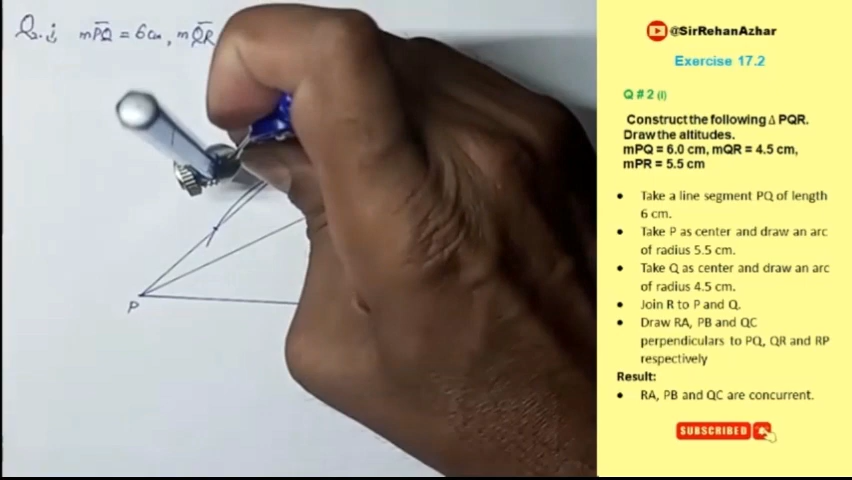 Q2. i, mPQ = 6cm, mQR
P
@SirRehanAzhar
Exercise 17.2
Q # 2 (I)
Construct the following Δ PQR.
Draw the altitudes.
mPQ = 6.0 cm, mQR = 4.5 cm,
mPR = 5.5 cm
• Take a line segment PQ of length
6 cm.
• Take P as center and draw an arc
of radius 5.5 cm.
• Take Q as center and draw an arc
of radius 4.5 cm.
• Join R to P and Q.
• Draw RA, PB and QC
perpendiculars to PQ, QR and RP
respectively
Result:
• RA, PB and QC are concurrent.
SUBSCRIBED